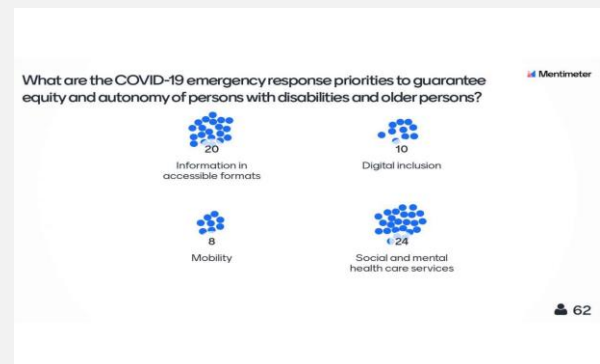 What are the COVID-19 emergency response priorities to guarantee
equity and autonomy of persons with disabilities and older persons?
Mentimeter
20
Information in
accessible formats
10
Digital inclusion
8
Mobility
24
Social and mental
health care services
62